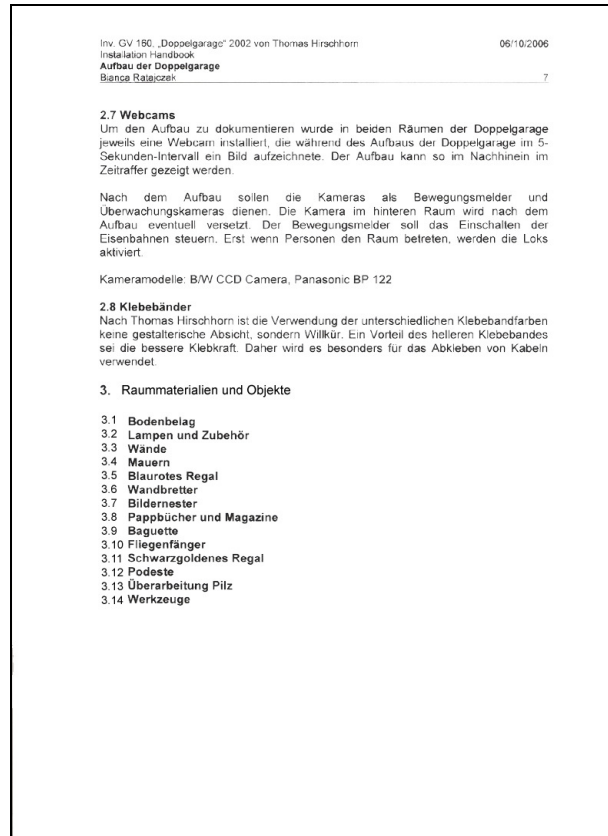 Inv. GV 160, „Doppelgarage“ 2002 von Thomas Hirschhorn 06/10/2006
Installation Handbook
Aufbau der Doppelgarage
Bianca Ratajczak 7
2.7 Webcams
Um den Aufbau zu dokumentieren wurde in beiden Räumen der Doppelgarage
jeweils eine Webcam installiert, die während des Aufbaus der Doppelgarage im 5-
Sekunden-Intervall ein Bild aufzeichnete. Der Aufbau kann so im Nachhinein im
Zeitraffer gezeigt werden.
Nach dem Aufbau sollen die Kameras als Bewegungsmelder und
Überwachungskameras dienen. Die Kamera im hinteren Raum wird nach dem
Aufbau eventuell versetzt. Der Bewegungsmelder soll das Einschalten der
Eisenbahnen steuern. Erst wenn Personen den Raum betreten, werden die Loks
aktiviert.
Kameramodelle: B/W CCD Camera, Panasonic BP 122
2.8 Klebebänder
Nach Thomas Hirschhorn ist die Verwendung der unterschiedlichen Klebebandfarben
keine gestalterische Absicht, sondern Willkür. Ein Vorteil des helleren Klebebandes
sei die bessere Klebkraft. Daher wird es besonders für das Abkleben von Kabeln
verwendet.
3. Raummaterialien und Objekte
3.1 Bodenbelag
3.2 Lampen und Zubehör
3.3 Wände
3.4 Mauern
3.5 Blaurotes Regal
3.6 Wandbretter
3.7 Bildernester
3.8 Pappbücher und Magazine
3.9 Baguette
3.10 Fliegenfänger
3.11 Schwarzgoldenes Regal
3.12 Podeste
3.13 Überarbeitung Pilz
3.14 Werkzeuge